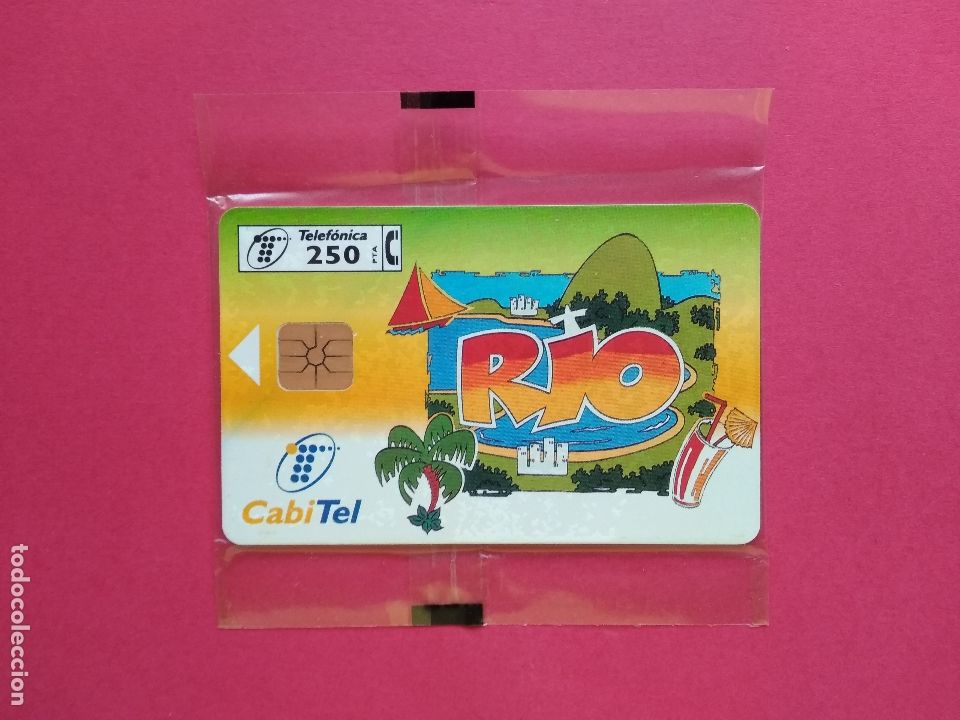 Telefónica
250 PTA
RIO
CabiTel
todocoleccion